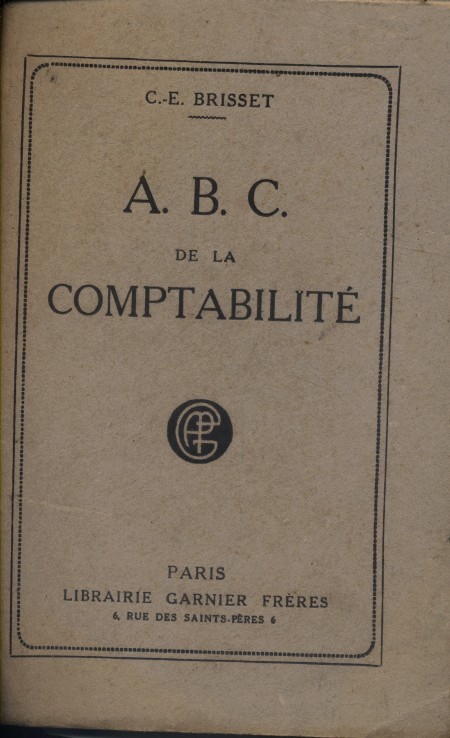 C.-E. BRISSET
A. B. C.
DE LA
COMPTABILITÉ
PARIS
LIBRAIRIE GARNIER FRÈRES
6, RUE DES SAINTS-PÈRES 6